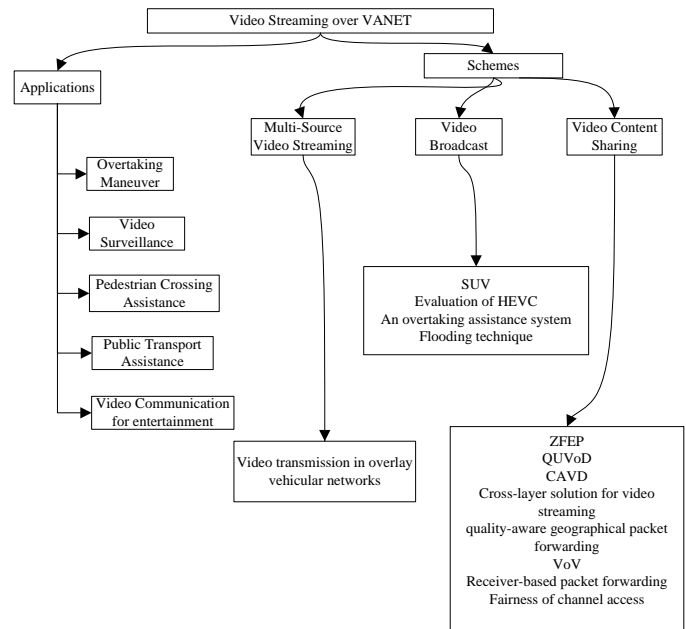 Video Streaming over VANET
Applications
Schemes
Multi-Source
Video Streaming
Video
Broadcast
Video Content
Sharing
Overtaking
Maneuver
Video
Surveillance
Pedestrian Crossing
Assistance
Public Transport
Assistance
Video Communication
for entertainment
SUV
Evaluation of HEVC
An overtaking assistance system
Flooding technique
Video transmission in overlay
vehicular networks
ZFEP
QUVoD
CAVD
Cross-layer solution for video
streaming
quality-aware geographical packet
forwarding
VoV
Receiver-based packet forwarding
Fairness of channel access